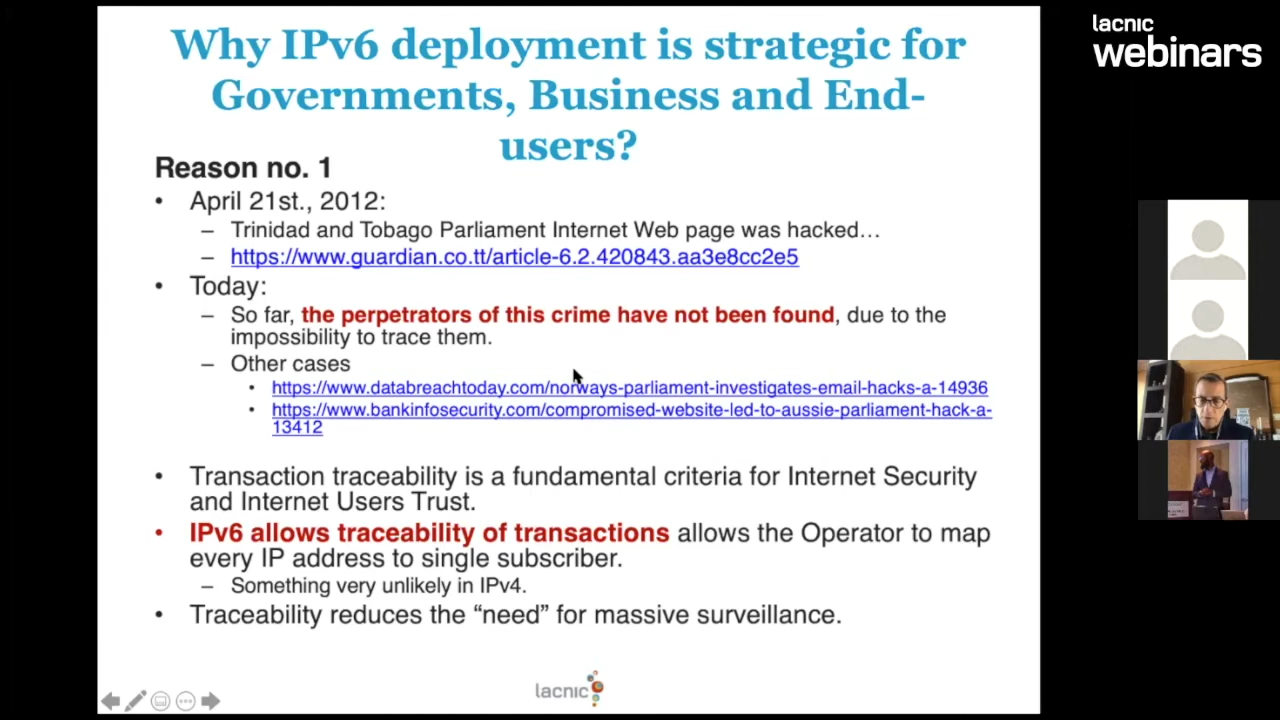 Why IPv6 deployment is strategic for
Governments, Business and End-
users?
Reason no. 1
• April 21st., 2012:
– Trinidad and Tobago Parliament Internet Web page was hacked…
– https://www.guardian.co.tt/article-6.2.420843.aa3e8cc2e5
• Today:
– So far, the perpetrators of this crime have not been found, due to the
impossibility to trace them.
– Other cases
• https://www.databreachtoday.com/norways-parliament-investigates-email-hacks-a-14936
• https://www.bankinfosecurity.com/compromised-website-led-to-aussie-parliament-hack-a-
13412
• Transaction traceability is a fundamental criteria for Internet Security
and Internet Users Trust.
• IPv6 allows traceability of transactions allows the Operator to map
every IP address to single subscriber.
– Something very unlikely in IPv4.
• Traceability reduces the “need” for massive surveillance.
lacnic
lacnic
webinars